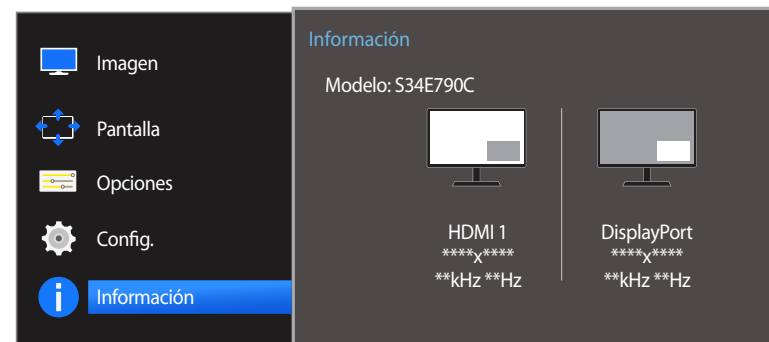 Imagen
Pantalla
Opciones
Config.
Información
Información
Modelo: S34E790C
HDMI 1
****x****
**kHz **Hz
DisplayPort
****x****
**kHz **Hz